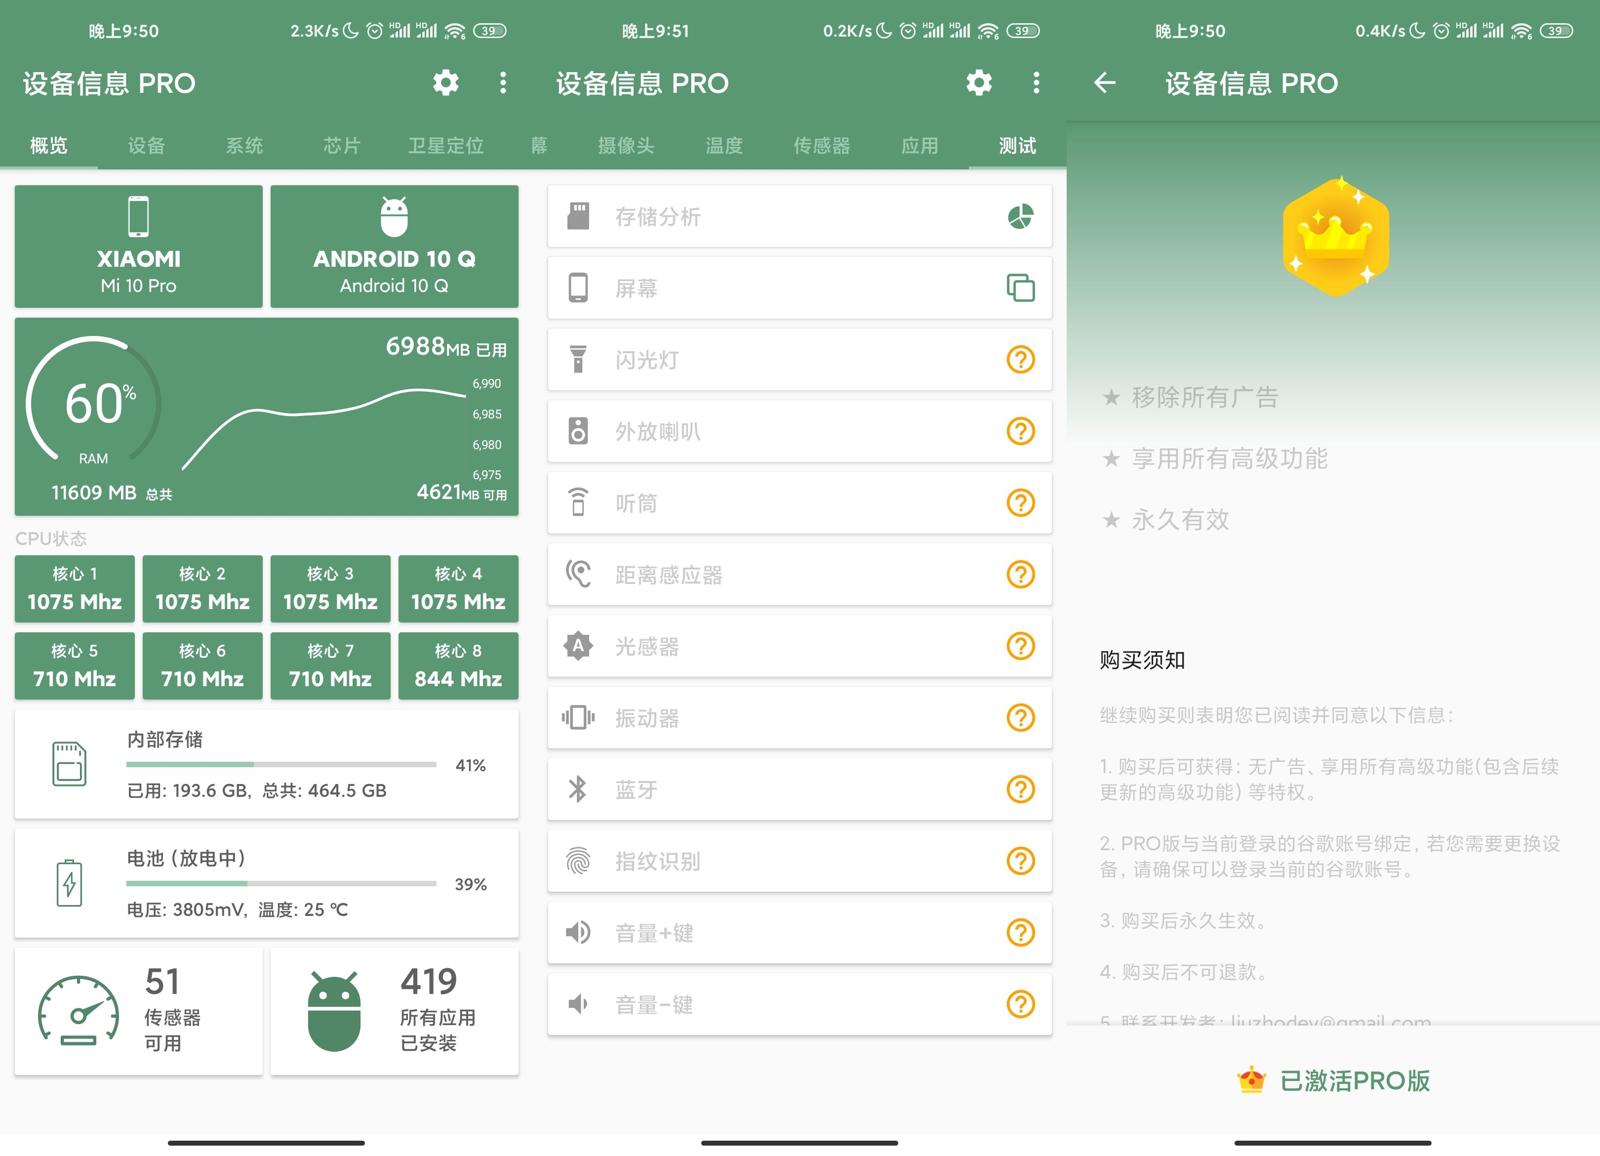 晚上9:50
2.3K/s
HD
HD
6
39
设备信息 PRO
概览
设备
系统
芯片
卫星定位
XIAOMI
Mi 10 Pro
ANDROID 10 Q
Android 10 Q
6988MB 已用
60%
RAM
6,990
6,985
6,980
6,975
11609 MB 总共
4621MB 可用
CPU状态
核心 1
1075 Mhz
核心 2
1075 Mhz
核心 3
1075 Mhz
核心 4
1075 Mhz
核心 5
710 Mhz
核心 6
710 Mhz
核心 7
710 Mhz
核心 8
844 Mhz
内部存储
41%
已用: 193.6 GB, 总共: 464.5 GB
电池 (放电中)
39%
电压: 3805mV, 温度: 25 ℃
51
传感器
可用
419
所有应用
已安装
晚上9:51
0.2K/s
HD
HD
6
39
设备信息 PRO
幕
摄像头
温度
传感器
应用
测试
存储分析
屏幕
闪光灯
外放喇叭
听筒
距离感应器
A
光感器
振动器
蓝牙
指纹识别
音量+键
音量-键
晚上9:50
0.4K/s
HD
HD
6
39
设备信息 PRO
★ 移除所有广告
★ 享用所有高级功能
★ 永久有效
购买须知
继续购买则表明您已阅读并同意以下信息:
1. 购买后可获得: 无广告、享用所有高级功能(包含后续
更新的高级功能) 等特权。
2. PRO版与当前登录的谷歌账号绑定, 若您需要更换设
备, 请确保可以登录当前的谷歌账号。
3. 购买后永久生效。
4. 购买后不可退款。
5. 联系开发者: liuzhodev@gmail.com
已激活PRO版